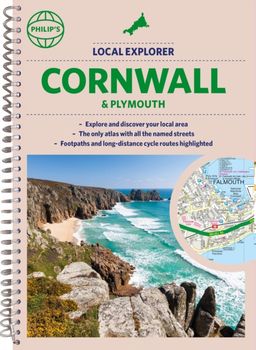 PHILIP'S
LOCAL EXPLORER
CORNWALL
& PLYMOUTH
– Explore and discover your local area
– The only atlas with all the named streets
– Footpaths and long-distance cycle routes highlighted
FALMOUTH